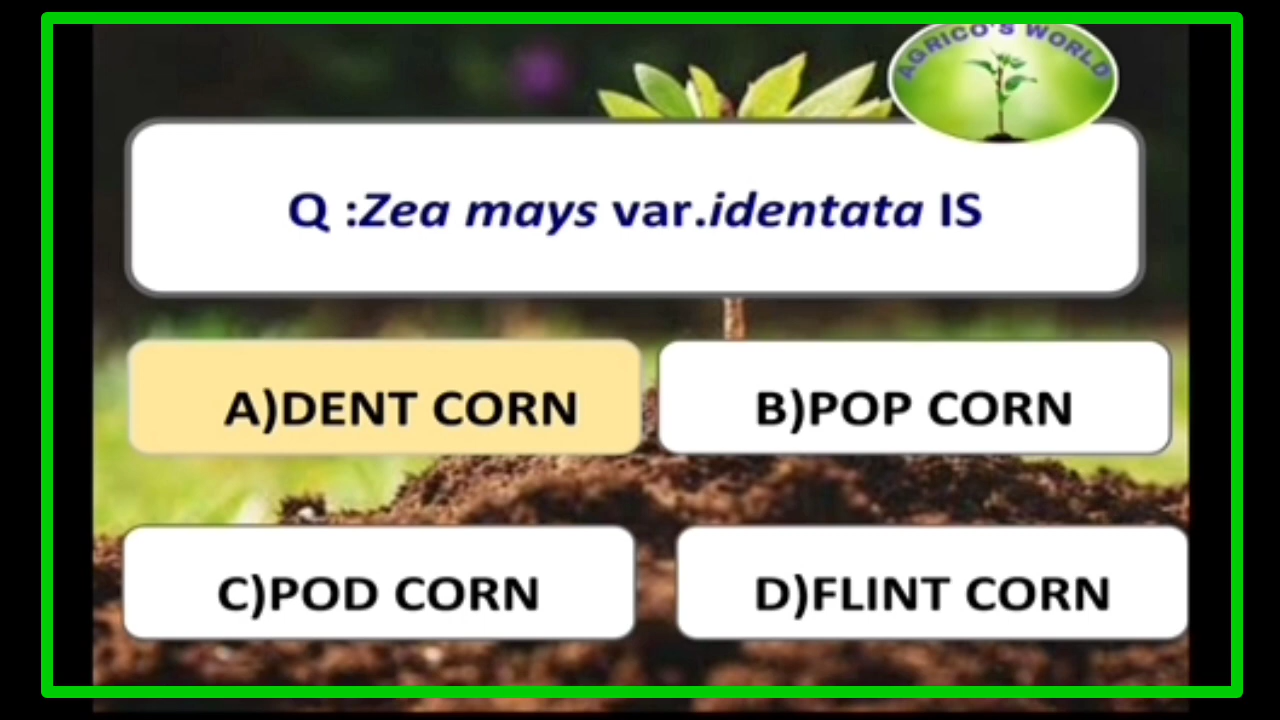 AGRICO'S WORLD
Q :Zea mays var.identata IS
A)DENT CORN
B)POP CORN
C)POD CORN
D)FLINT CORN